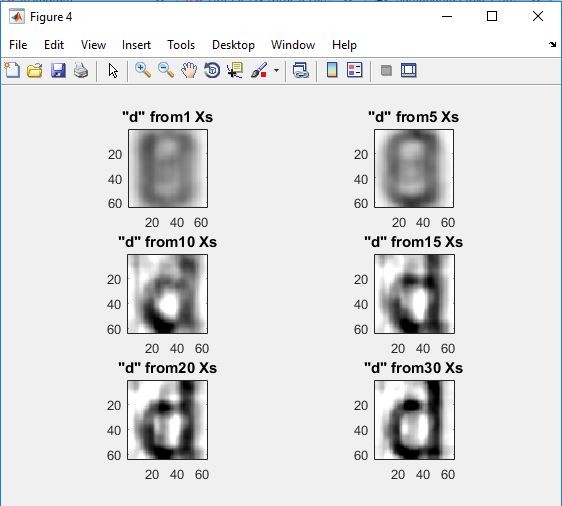 Figure 4
File Edit View Insert Tools Desktop Window Help
"d" from1 Xs "d" from5 Xs
20 20
40 40
60 60
20 40 60 20 40 60
"d" from10 Xs "d" from15 Xs
20 20
40 40
60 60
20 40 60 20 40 60
"d" from20 Xs "d" from30 Xs
20 20
40 40
60 60
20 40 60 20 40 60